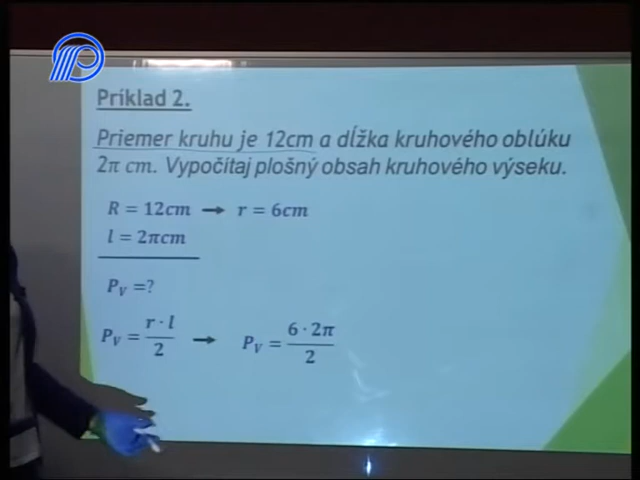 Príklad 2.
Priemer kruhu je 12cm a dĺžka kruhového oblúku
2π cm. Vypočítaj plošný obsah kruhového výseku.
R = 12cm → r = 6cm
l = 2πcm
P_V =?
P_V = r · l / 2 → P_V = 6 · 2π / 2